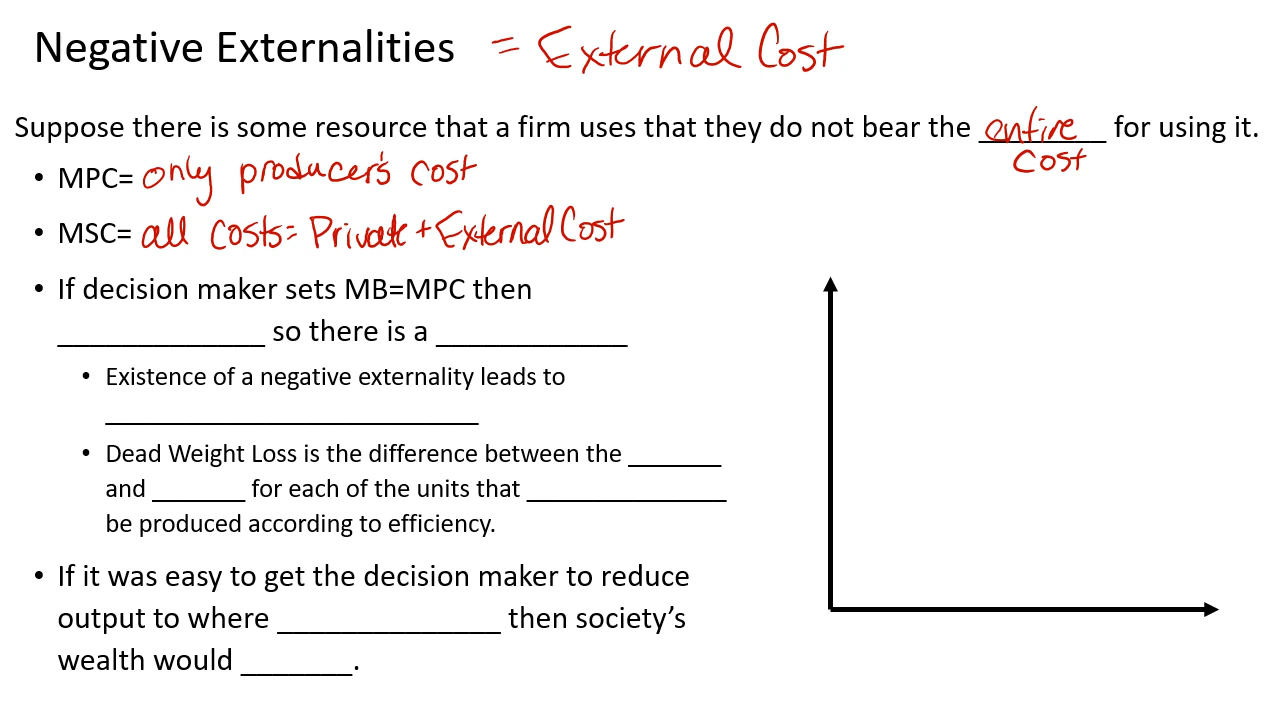 Negative Externalities = External Cost
Suppose there is some resource that a firm uses that they do not bear the entire for using it.
cost
• MPC= only producer's cost
• MSC= all costs= Private + External Cost
• If decision maker sets MB=MPC then
_____________ so there is a ____________
• Existence of a negative externality leads to
____________________________
• Dead Weight Loss is the difference between the _______
and _______ for each of the units that _______________
be produced according to efficiency.
• If it was easy to get the decision maker to reduce
output to where ______________ then society’s
wealth would _______.